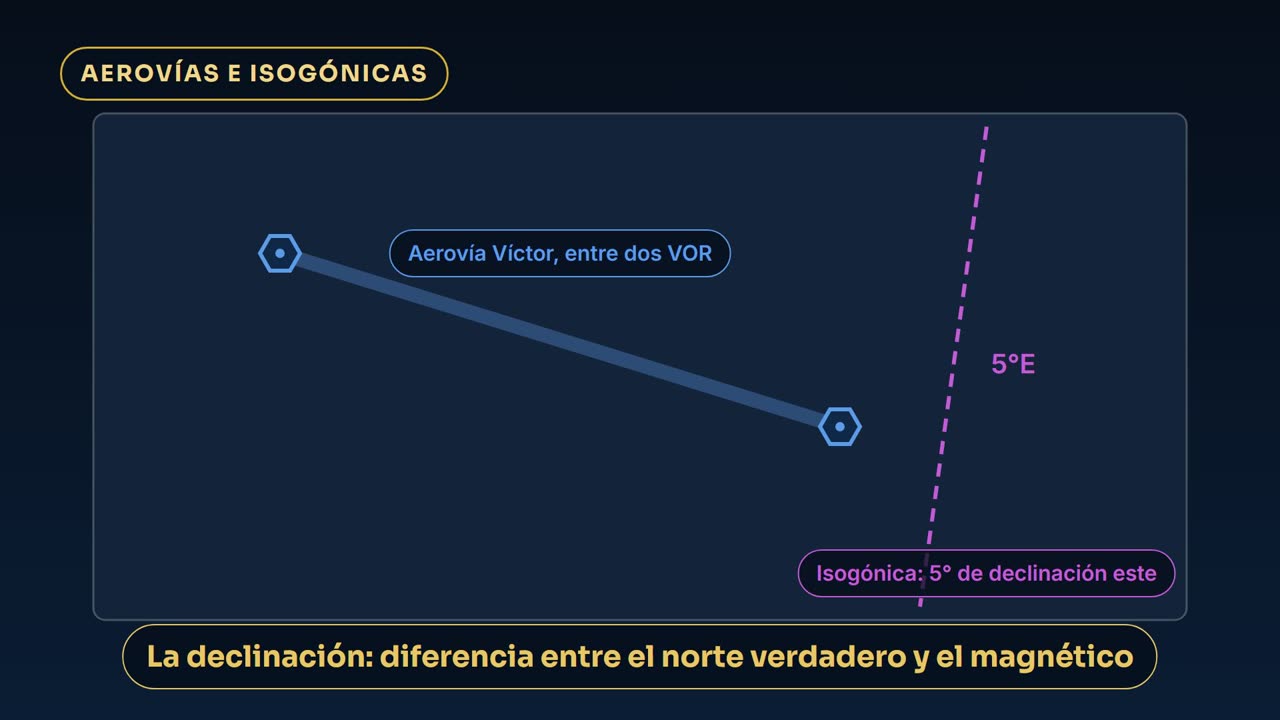 AEROVÍAS E ISOGÓNICAS
Aerovía Víctor, entre dos VOR
5°E
Isogónica: 5° de declinación este
La declinación: diferencia entre el norte verdadero y el magnético